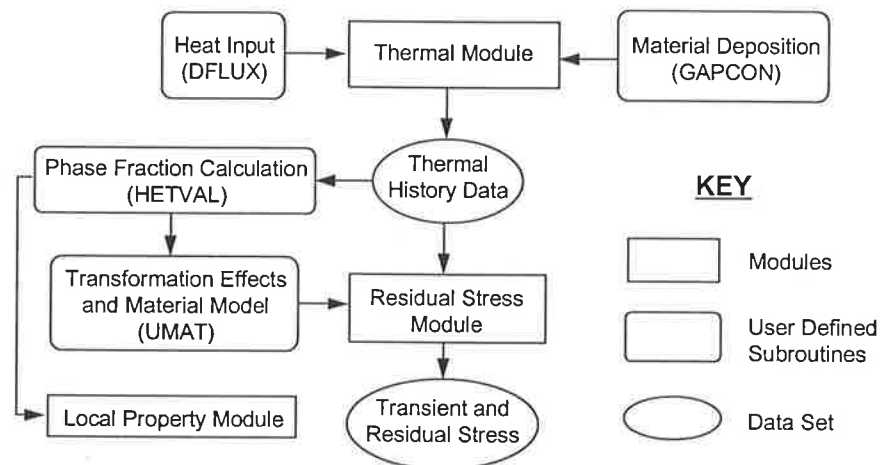 Heat Input
(DFLUX)
Thermal Module
Material Deposition
(GAPCON)
Phase Fraction Calculation
(HETVAL)
Thermal
History Data
KEY
Transformation Effects
and Material Model
(UMAT)
Residual Stress
Module
Modules
User Defined
Subroutines
Local Property Module
Transient and
Residual Stress
Data Set